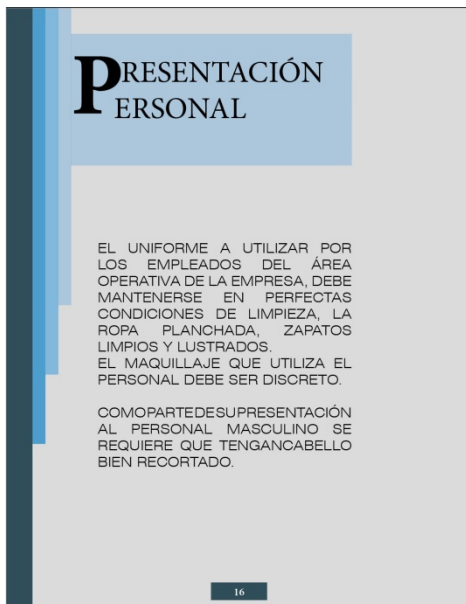 PRESENTACIÓN
PERSONAL
EL UNIFORME A UTILIZAR POR
LOS EMPLEADOS DEL ÁREA
OPERATIVA DE LA EMPRESA, DEBE
MANTENERSE EN PERFECTAS
CONDICIONES DE LIMPIEZA, LA
ROPA PLANCHADA, ZAPATOS
LIMPIOS Y LUSTRADOS.
EL MAQUILLAJE QUE UTILIZA EL
PERSONAL DEBE SER DISCRETO.
COMOPARTEDESUPRESENTACIÓN
AL PERSONAL MASCULINO SE
REQUIERE QUE TENGANCABELLO
BIEN RECORTADO.
16